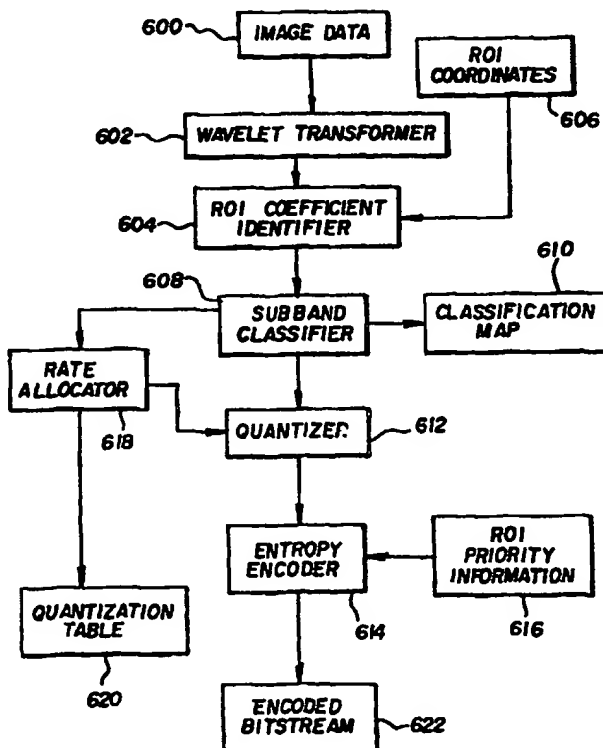 600
IMAGE DATA
ROI
COORDINATES
606
602
WAVELET TRANSFORMER
604
ROI COEFFICIENT
IDENTIFIER
608
610
SUBBAND
CLASSIFIER
CLASSIFICATION
MAP
RATE
ALLOCATOR
618
QUANTIZER
612
ENTROPY
ENCODER
614
ROI
PRIORITY
INFORMATION
616
QUANTIZATION
TABLE
620
ENCODED
BITSTREAM
622